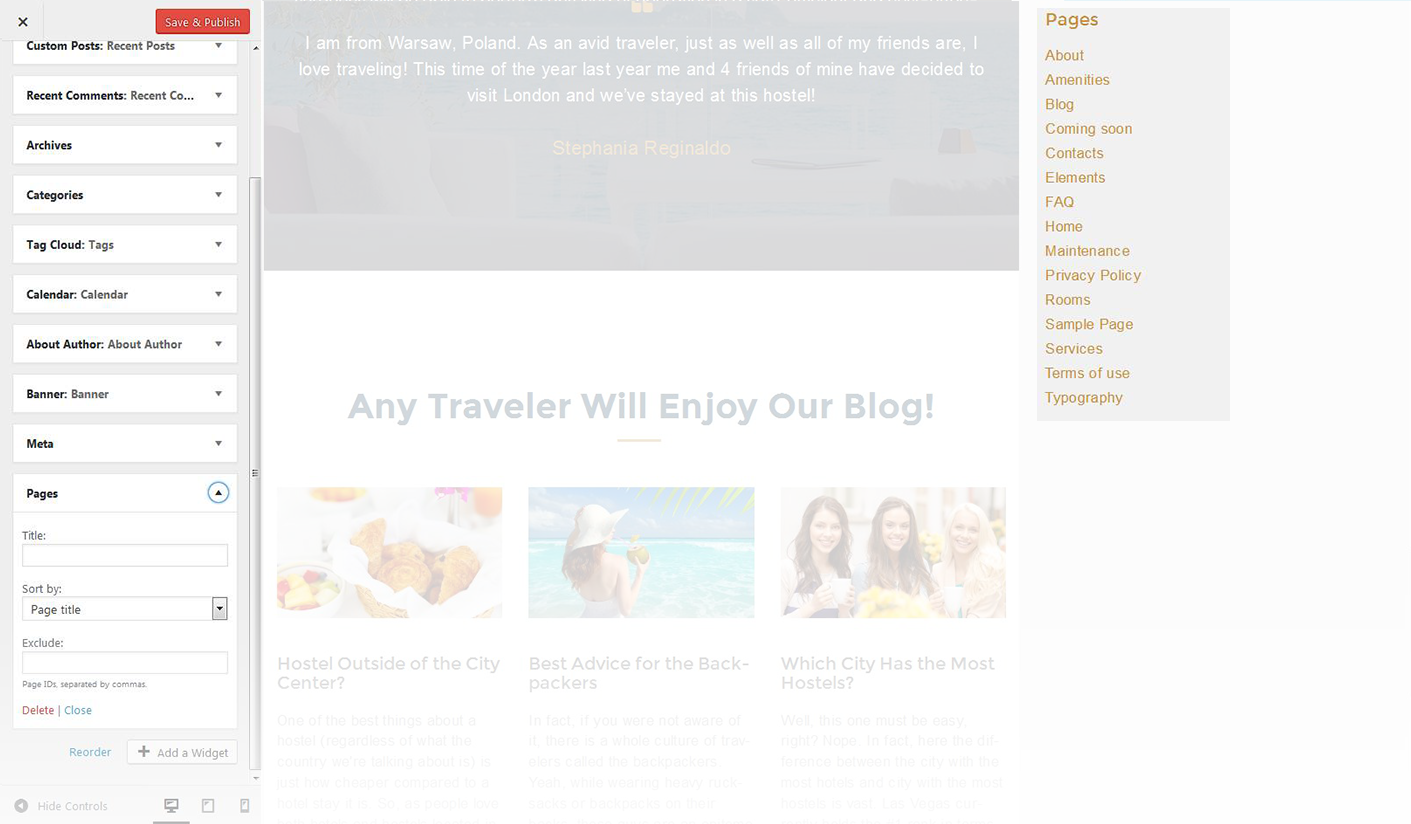 Save & Publish
Custom Posts: Recent Posts
Recent Comments: Recent Co...
Archives
Categories
Tag Cloud: Tags
Calendar: Calendar
About Author: About Author
Banner: Banner
Meta
Pages
Title:
Sort by:
Page title
Exclude:
Page IDs, separated by commas.
Delete | Close
Reorder
Add a Widget
Hide Controls
I am from Warsaw, Poland. As an avid traveler, just as well as all of my friends are, I
love traveling! This time of the year last year me and 4 friends of mine have decided to
visit London and we've stayed at this hostel!
Stephania Reginaldo
Any Traveler Will Enjoy Our Blog!
Hostel Outside of the City
Center?
One of the best things about a
hostel (regardless of what the
country we're talking about is) is
just how cheaper compared to a
hotel stay it is. So, as people love
Best Advice for the Back-
packers
In fact, if you were not aware of
it, there is a whole culture of trav-
elers called the backpackers.
Yeah, while wearing heavy ruck-
sacks or backpacks on their
Which City Has the Most
Hostels?
Well, this one must be easy,
right? Nope. In fact, here the dif-
ference between the city with the
most hotels and city with the most
hostels is vast. Las Vegas cur-
Pages
About
Amenities
Blog
Coming soon
Contacts
Elements
FAQ
Home
Maintenance
Privacy Policy
Rooms
Sample Page
Services
Terms of use
Typography